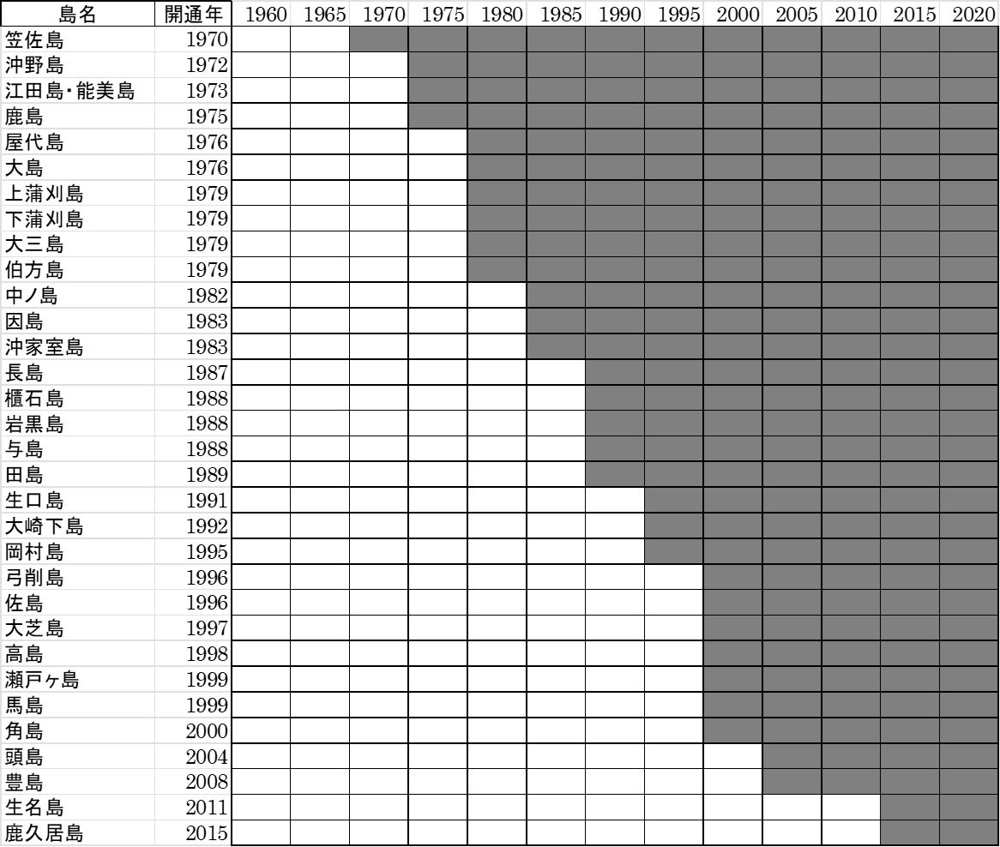 島名 開通年 1960 1965 1970 1975 1980 1985 1990 1995 2000 2005 2010 2015 2020
笠佐島 1970
沖野島 1972
江田島・能美島 1973
鹿島 1975
屋代島 1976
大島 1976
上蒲刈島 1979
下蒲刈島 1979
大三島 1979
伯方島 1979
中ノ島 1982
因島 1983
沖家室島 1983
長島 1987
櫃石島 1988
岩黒島 1988
与島 1988
田島 1989
生口島 1991
大崎下島 1992
岡村島 1995
弓削島 1996
佐島 1996
大芝島 1997
高島 1998
瀬戸ヶ島 1999
馬島 1999
角島 2000
頭島 2004
豊島 2008
生名島 2011
鹿久居島 2015